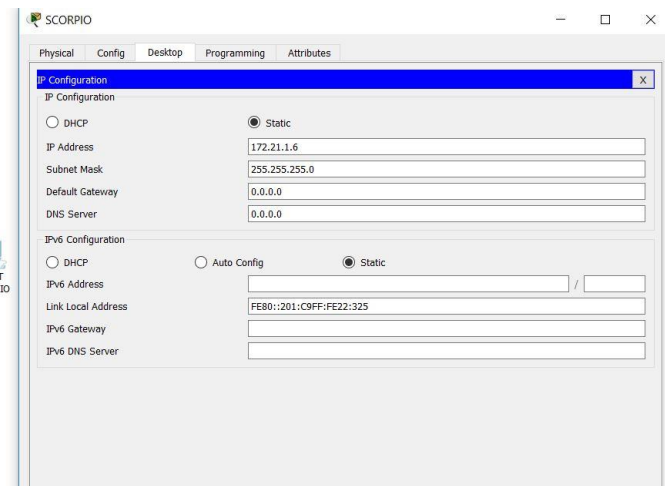 SCORPIO
Physical Config Desktop Programming Attributes
IP Configuration X
IP Configuration
DHCP Static
IP Address 172.21.1.6
Subnet Mask 255.255.255.0
Default Gateway 0.0.0.0
DNS Server 0.0.0.0
IPv6 Configuration
DHCP Auto Config Static
IPv6 Address /
Link Local Address FE80::201:C9FF:FE22:325
IPv6 Gateway
IPv6 DNS Server